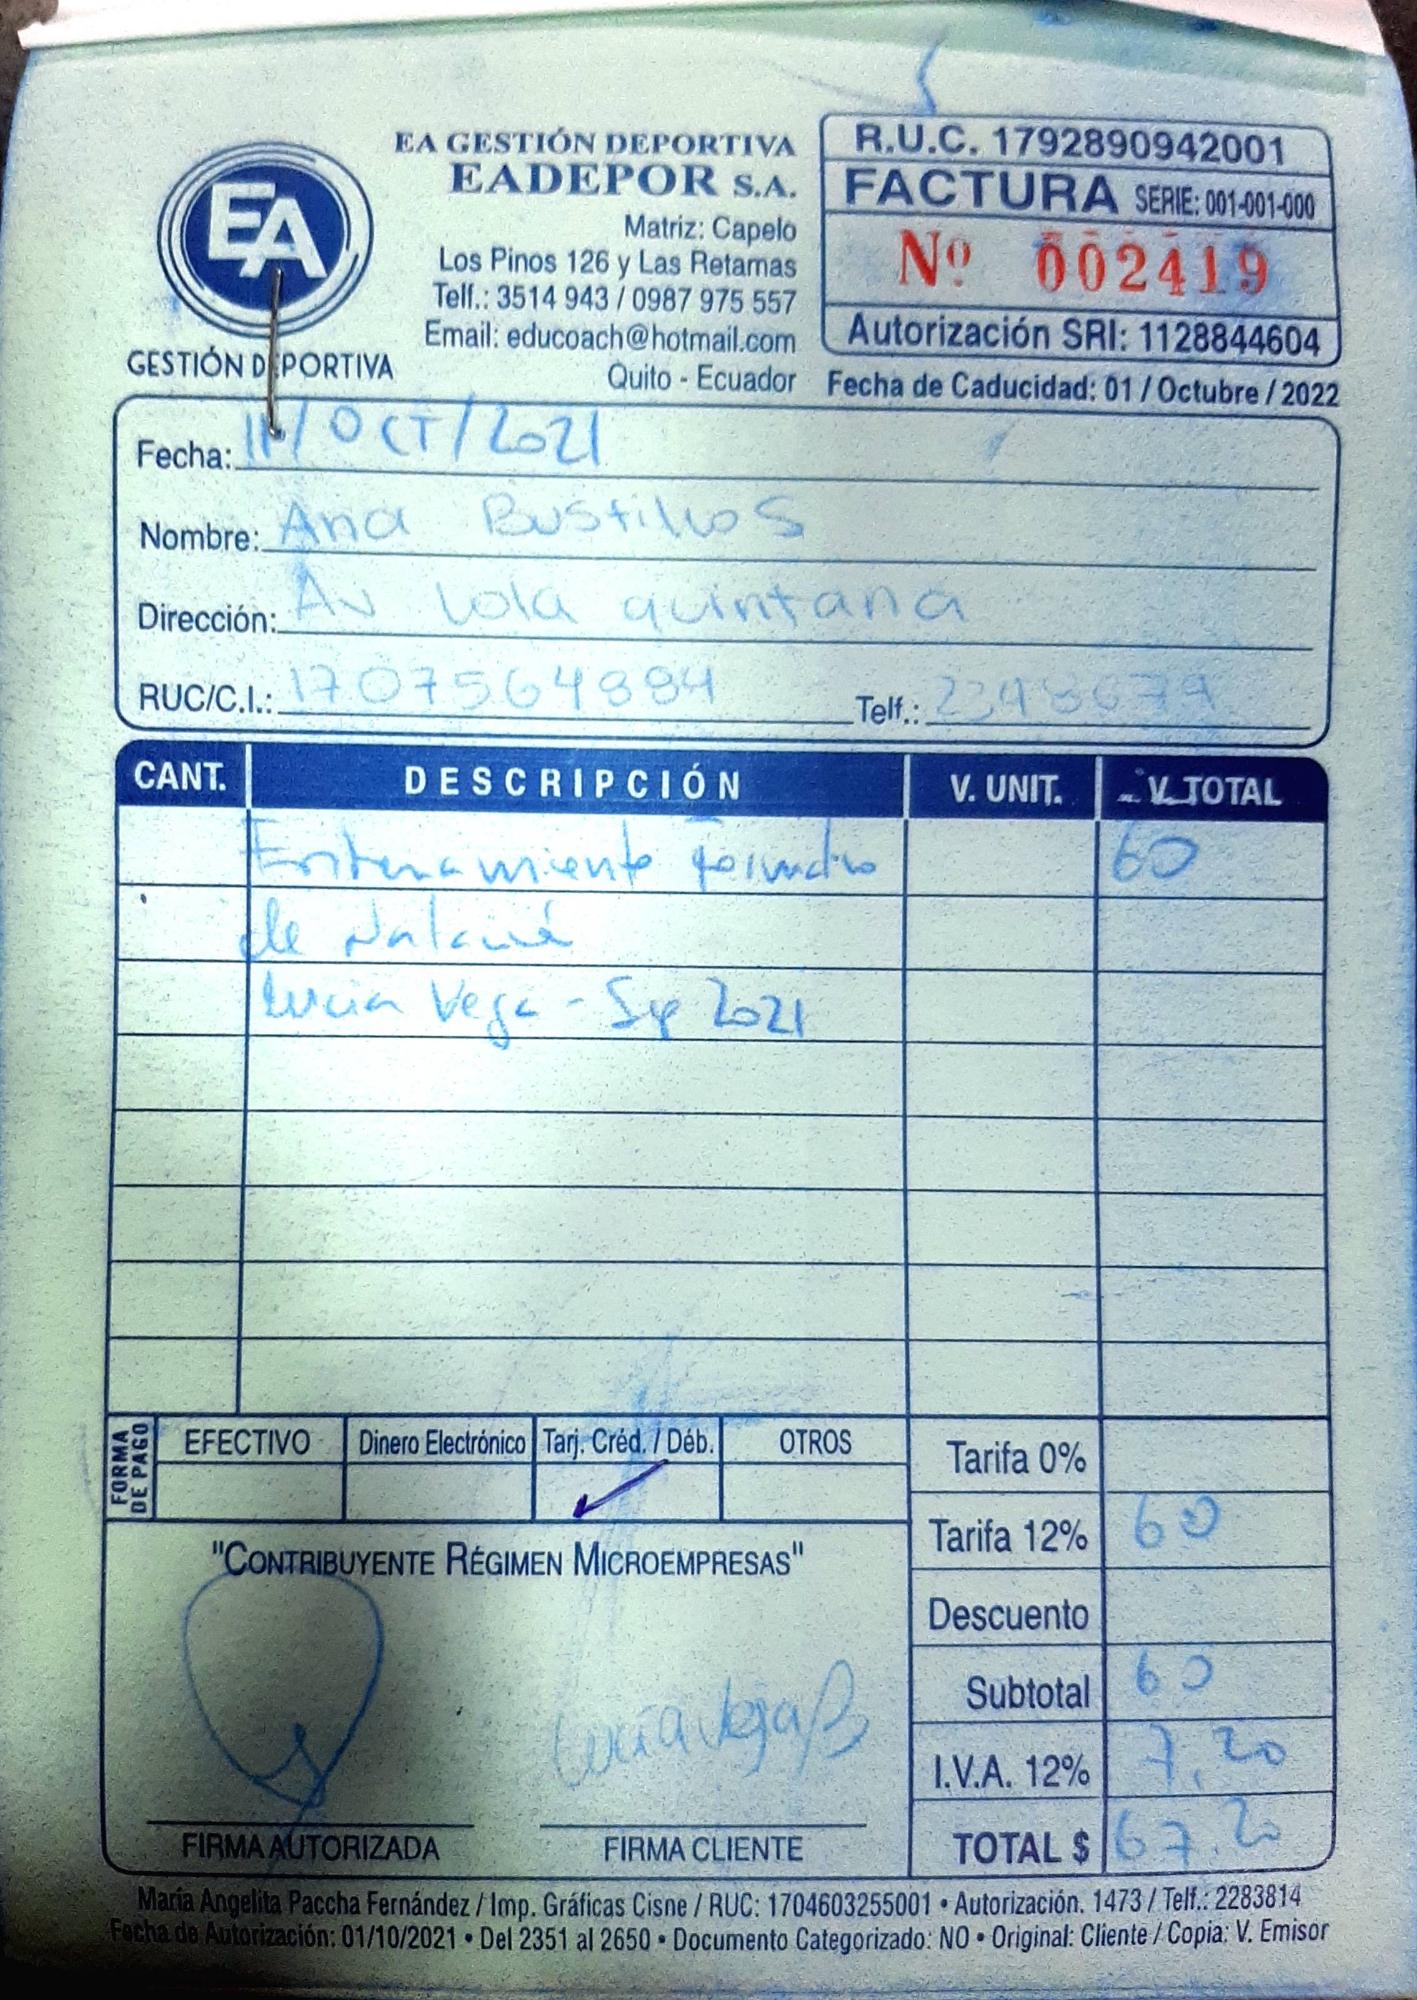 EA
GESTIÓN DEPORTIVA
EA GESTIÓN DEPORTIVA
EADEPOR S.A.
Matriz: Capelo
Los Pinos 126 y Las Retamas
Telf.: 3514 943 / 0987 975 557
Email: educoach@hotmail.com
Quito - Ecuador
R.U.C. 1792890942001
FACTURA SERIE: 001-001-000
Nº 002419
Autorización SRI: 1128844604
Fecha de Caducidad: 01 / Octubre / 2022
Fecha: 11/OCT/2021
Nombre: Ana Bustillos
Dirección: Av Lola quintana
RUC/C.I.: 1707564884 Telf.:
CANT. DESCRIPCIÓN V. UNIT. V. TOTAL
Entrenamiento 60
de
Lucia Vega - Sep 2021
FORMA DE PAGO EFECTIVO Dinero Electrónico Tarj. Créd. / Déb. OTROS
Tarifa 0%
Tarifa 12% 60
Descuento
Subtotal 60
I.V.A. 12% 7,20
TOTAL $ 67.20
"CONTRIBUYENTE RÉGIMEN MICROEMPRESAS"
Lucía Vega B
FIRMA AUTORIZADA FIRMA CLIENTE
María Angelita Paccha Fernández / Imp. Gráficas Cisne / RUC: 1704603255001 • Autorización. 1473 / Telf.: 2283814
Fecha de Autorización: 01/10/2021 • Del 2351 al 2650 • Documento Categorizado: NO • Original: Cliente / Copia: V. Emisor